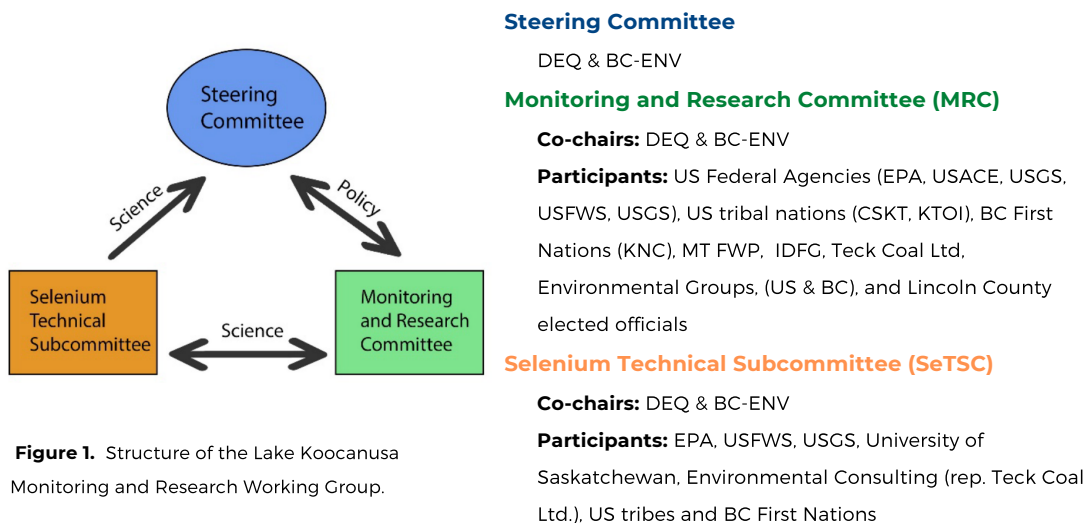 Steering
Committee
Science
Policy
Selenium
Technical
Subcommittee
Science
Monitoring
and Research
Committee
Figure 1. Structure of the Lake Koocanusa
Monitoring and Research Working Group.
Steering Committee
DEQ & BC-ENV
Monitoring and Research Committee (MRC)
Co-chairs: DEQ & BC-ENV
Participants: US Federal Agencies (EPA, USACE, USGS,
USFWS, USGS), US tribal nations (CSKT, KTOI), BC First
Nations (KNC), MT FWP, IDFG, Teck Coal Ltd,
Environmental Groups, (US & BC), and Lincoln County
elected officials
Selenium Technical Subcommittee (SeTSC)
Co-chairs: DEQ & BC-ENV
Participants: EPA, USFWS, USGS, University of
Saskatchewan, Environmental Consulting (rep. Teck Coal
Ltd.), US tribes and BC First Nations